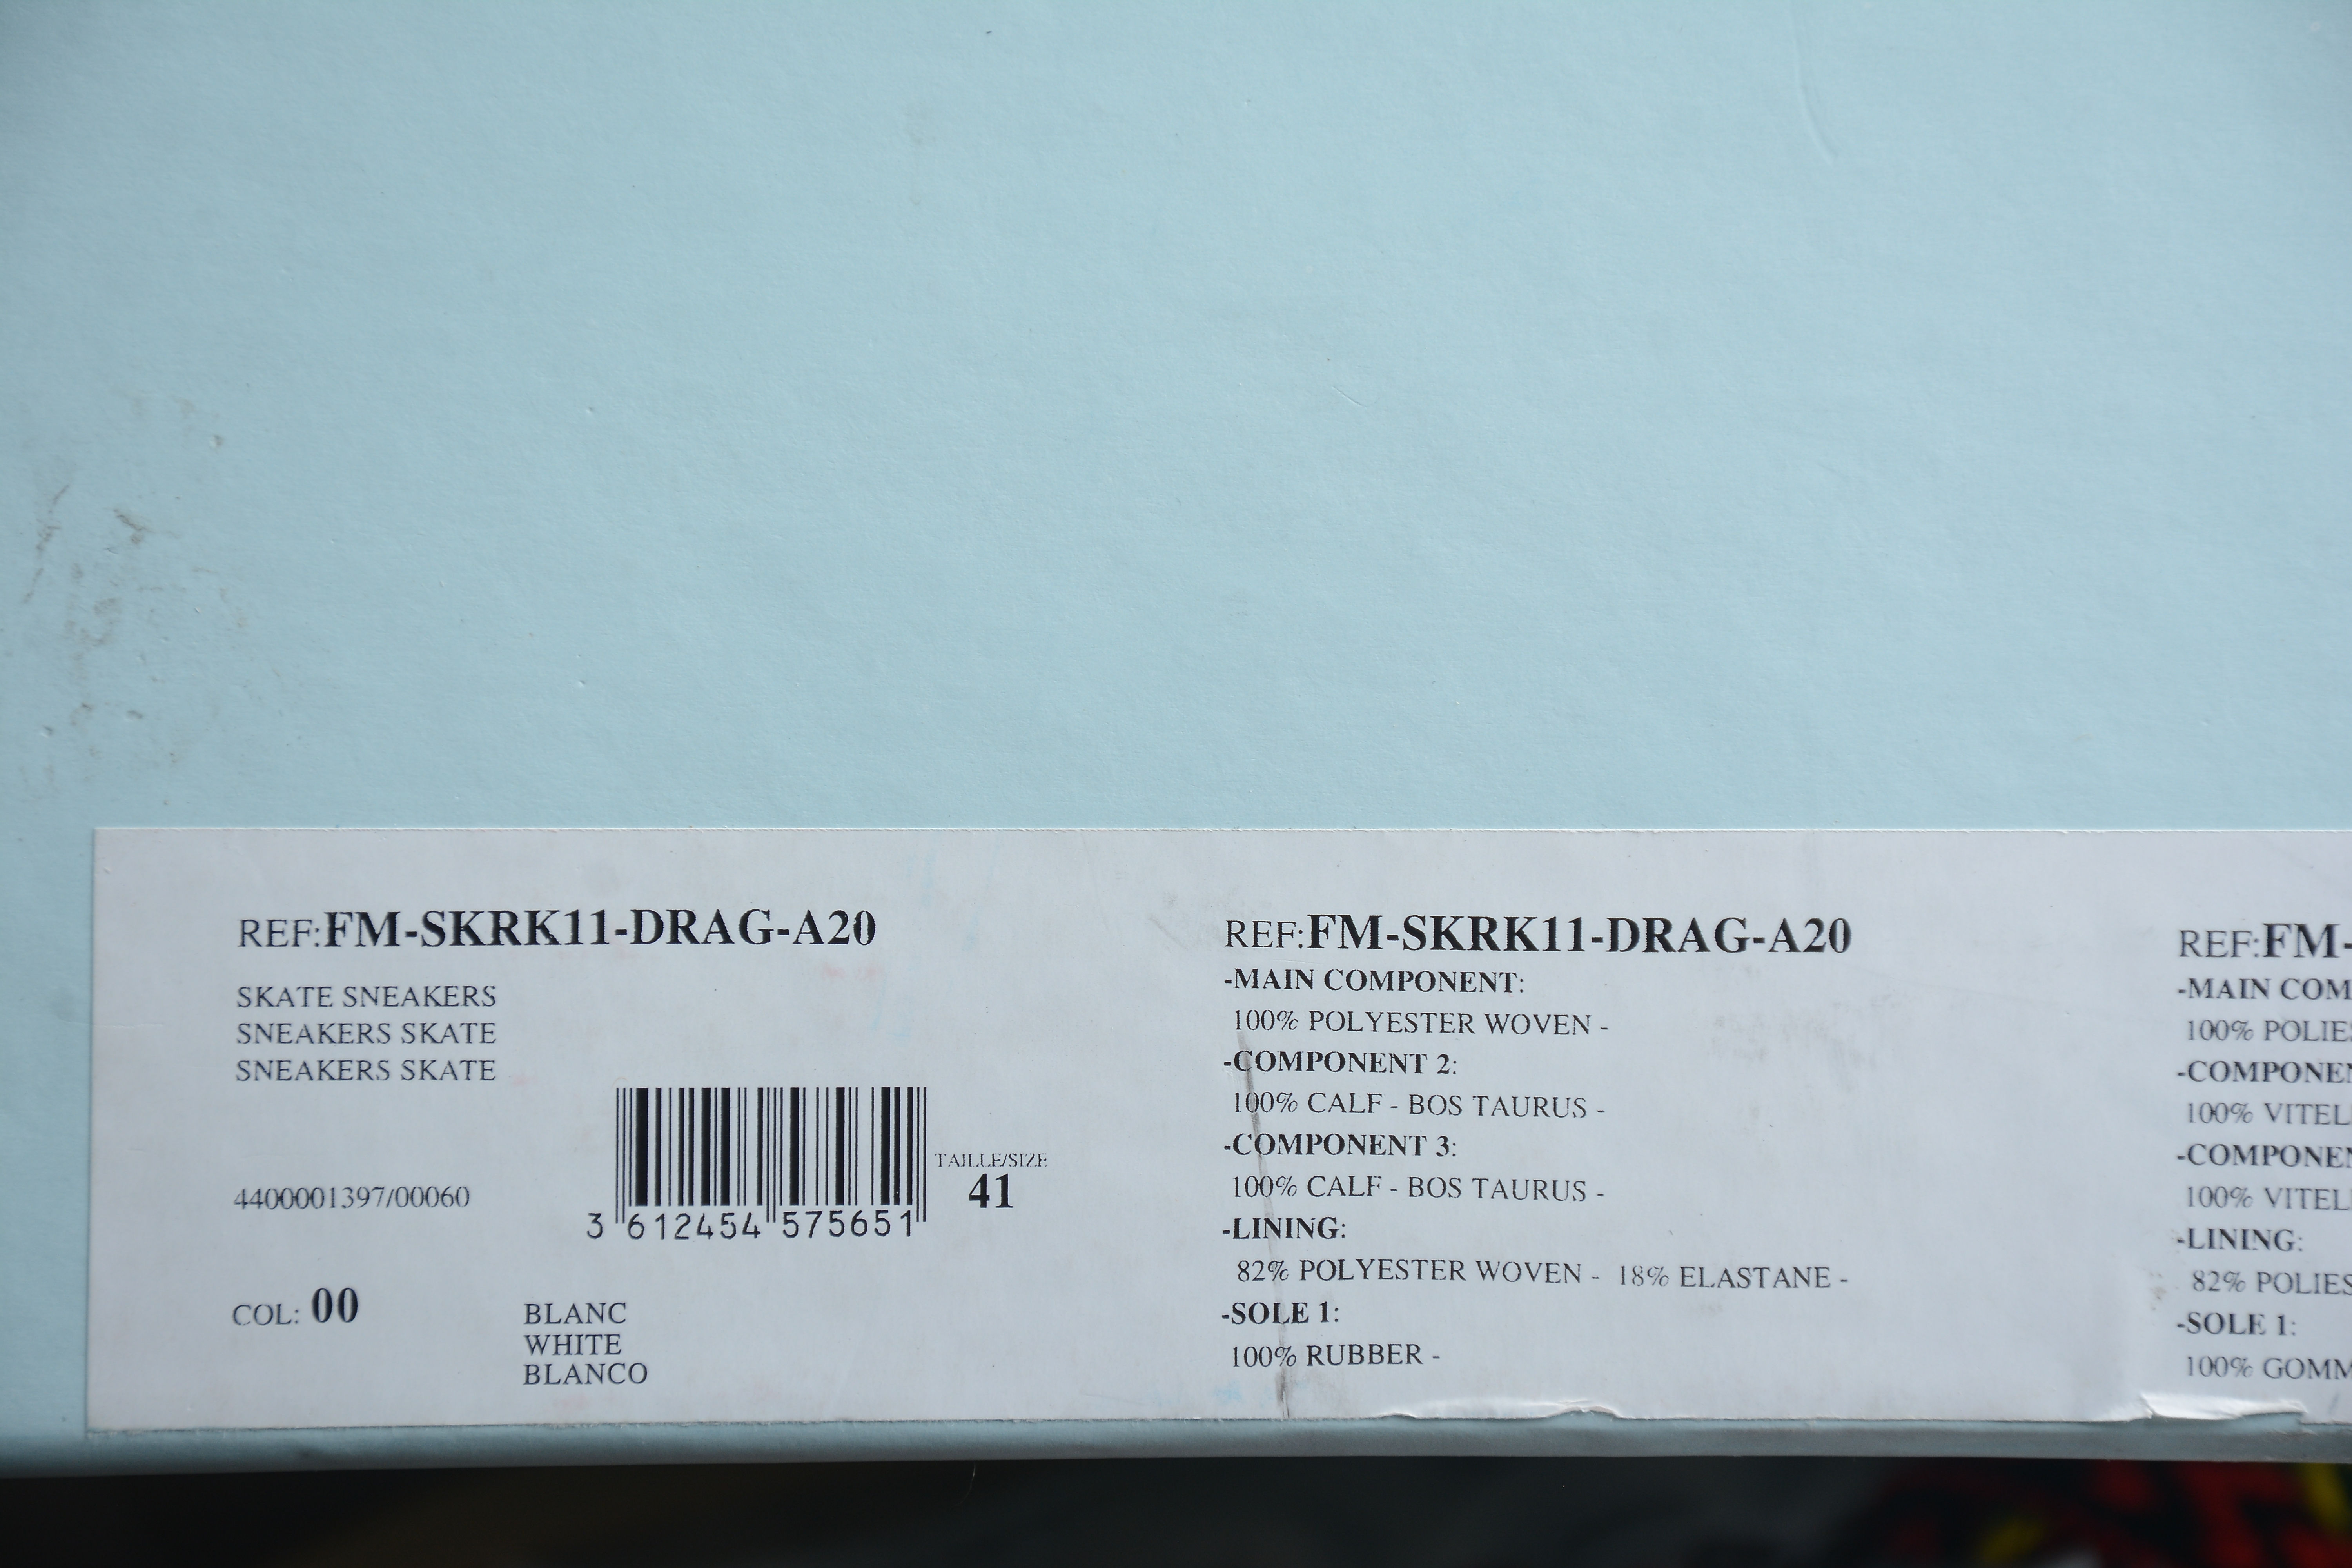 REF:FM-SKRK11-DRAG-A20
SKATE SNEAKERS
SNEAKERS SKATE
SNEAKERS SKATE
4400001397/00060
3 612454 575651
TAILLE/SIZE
41
COL: 00
BLANC
WHITE
BLANCO
REF:FM-SKRK11-DRAG-A20
-MAIN COMPONENT:
100% POLYESTER WOVEN -
-COMPONENT 2:
100% CALF - BOS TAURUS -
-COMPONENT 3:
100% CALF - BOS TAURUS -
-LINING:
82% POLYESTER WOVEN - 18% ELASTANE -
-SOLE 1:
100% RUBBER -
REF:FM-
-MAIN COM
100% POLIE
-COMPONE
100% VITEL
-COMPONE
100% VITEL
-LINING:
82% POLIES
-SOLE 1:
100% GOMM